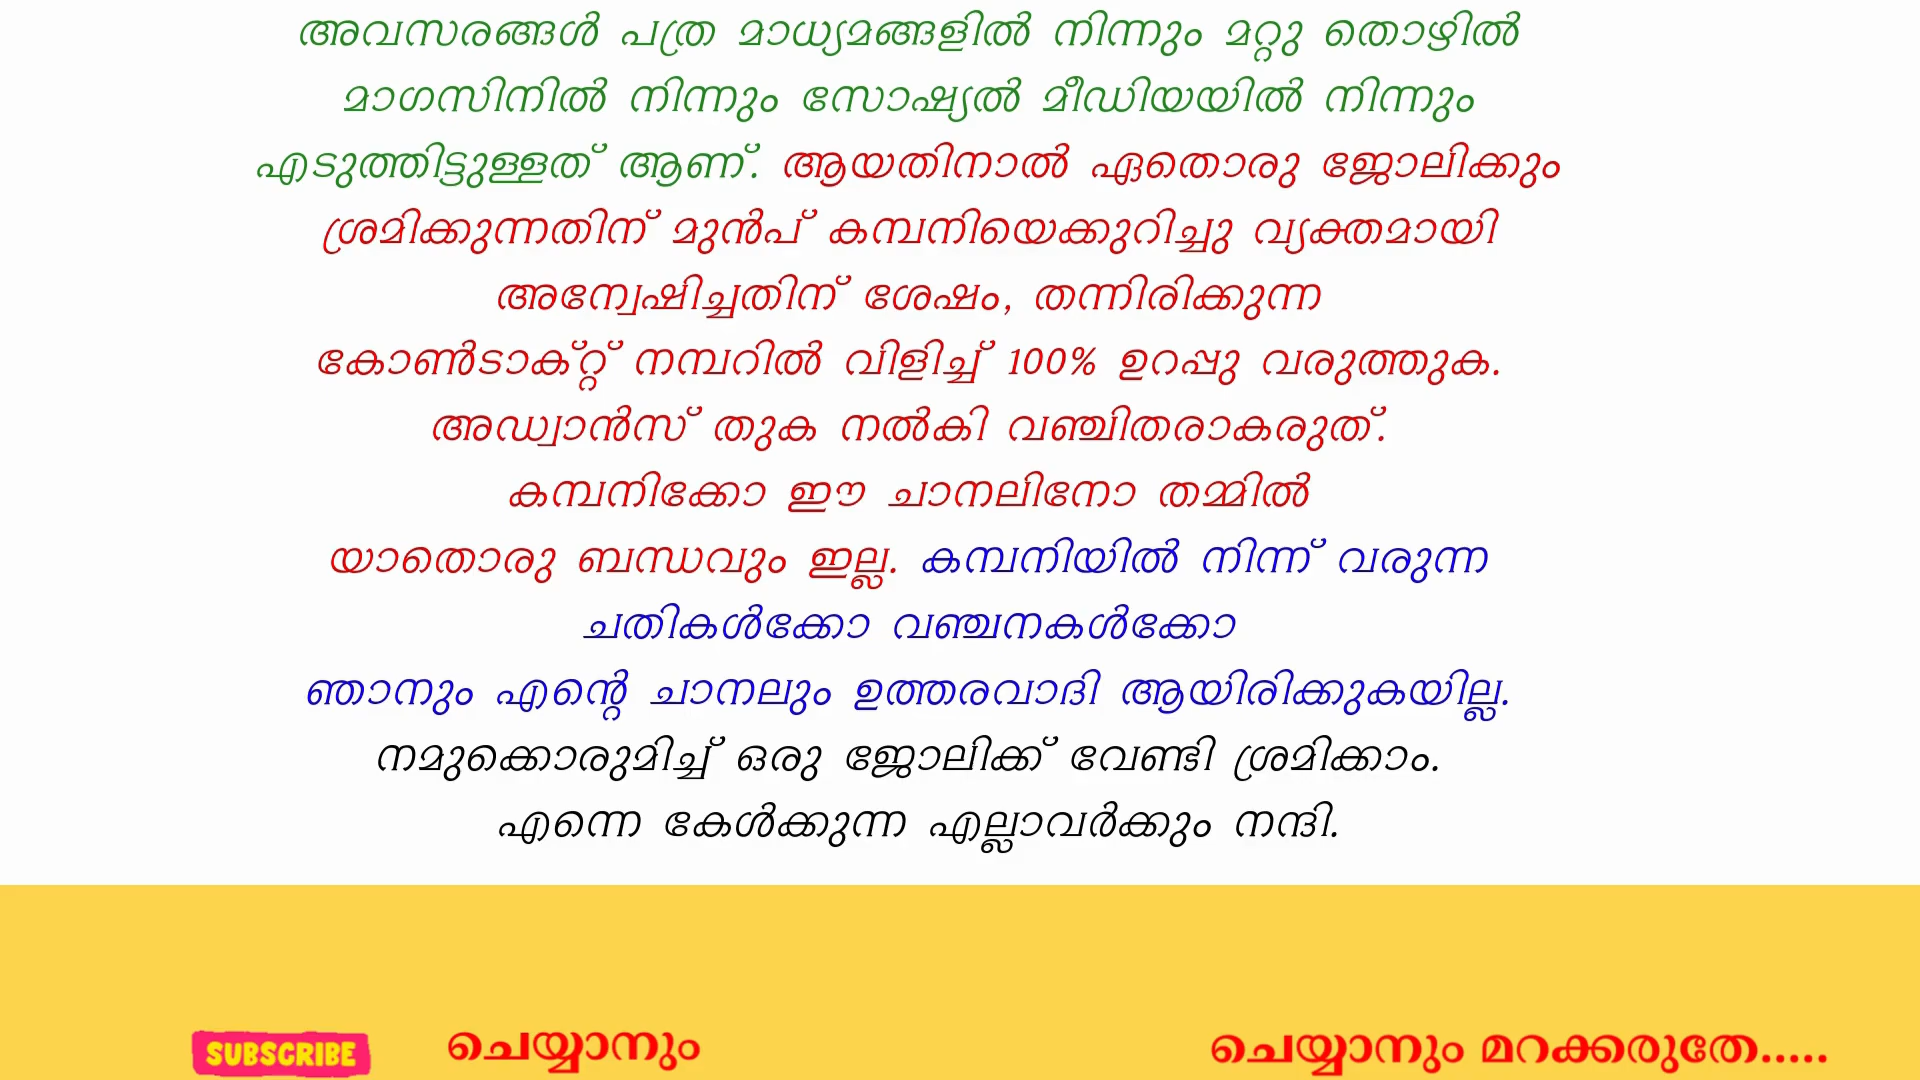 അവസരങ്ങൾ പത്ര മാധ്യമങ്ങളിൽ നിന്നും മറ്റു തൊഴിൽ
മാഗസിനിൽ നിന്നും സോഷ്യൽ മീഡിയയിൽ നിന്നും
എടുത്തിട്ടുള്ളത് ആണ്. ആയതിനാൽ ഏതൊരു ജോലിക്കും
ശ്രമിക്കുന്നതിന് മുൻപ് കമ്പനിയെക്കുറിച്ചു വ്യക്തമായി
അന്വേഷിച്ചതിന് ശേഷം, തന്നിരിക്കുന്ന
കോൺടാക്റ്റ് നമ്പറിൽ വിളിച്ച് 100% ഉറപ്പു വരുത്തുക.
അഡ്വാൻസ് തുക നൽകി വഞ്ചിതരാകരുത്.
കമ്പനിക്കോ ഈ ചാനലിനോ തമ്മിൽ
യാതൊരു ബന്ധവും ഇല്ല. കമ്പനിയിൽ നിന്ന് വരുന്ന
ചതികൾക്കോ വഞ്ചനകൾക്കോ
ഞാനും എന്റെ ചാനലും ഉത്തരവാദി ആയിരിക്കുകയില്ല.
നമുക്കൊരുമിച്ച് ഒരു ജോലിക്ക് വേണ്ടി ശ്രമിക്കാം.
എന്നെ കേൾക്കുന്ന എല്ലാവർക്കും നന്ദി.
SUBSCRIBE ചെയ്യാനും ചെയ്യാനും മറക്കരുതേ.....